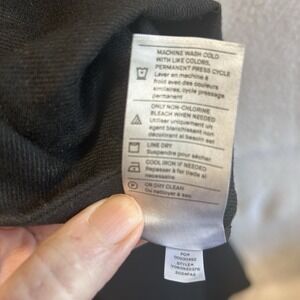 MACHINE WASH COLD
WITH LIKE COLORS,
PERMANENT PRESS CYCLE
Laver en machine à
froid avec des couleurs
similaires, cycle pressage
permanent
ONLY NON-CHLORINE
BLEACH WHEN NEEDED
Utiliser uniquement un
agent blanchissant non
décolorant si besoin est
LINE DRY
Suspendre pour sécher
COOL IRON IF NEEDED
Repasser à fer tiède si
nécessaire
OR DRY CLEAN
Ou nettoyer à sec